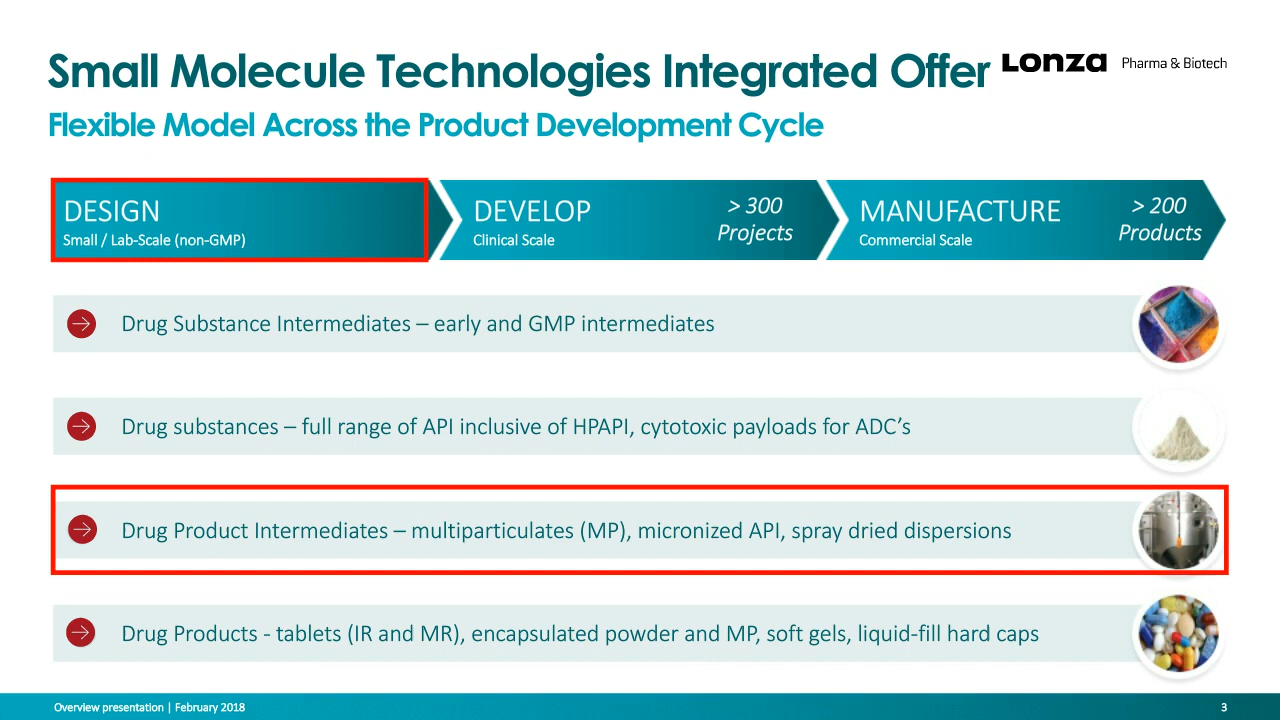 Small Molecule Technologies Integrated Offer
Lonza Pharma & Biotech
Flexible Model Across the Product Development Cycle
DESIGN
Small / Lab-Scale (non-GMP)
DEVELOP
Clinical Scale
> 300
Projects
MANUFACTURE
Commercial Scale
> 200
Products
Drug Substance Intermediates – early and GMP intermediates
Drug substances – full range of API inclusive of HPAPI, cytotoxic payloads for ADC’s
Drug Product Intermediates – multiparticulates (MP), micronized API, spray dried dispersions
Drug Products - tablets (IR and MR), encapsulated powder and MP, soft gels, liquid-fill hard caps
Overview presentation | February 2018
3